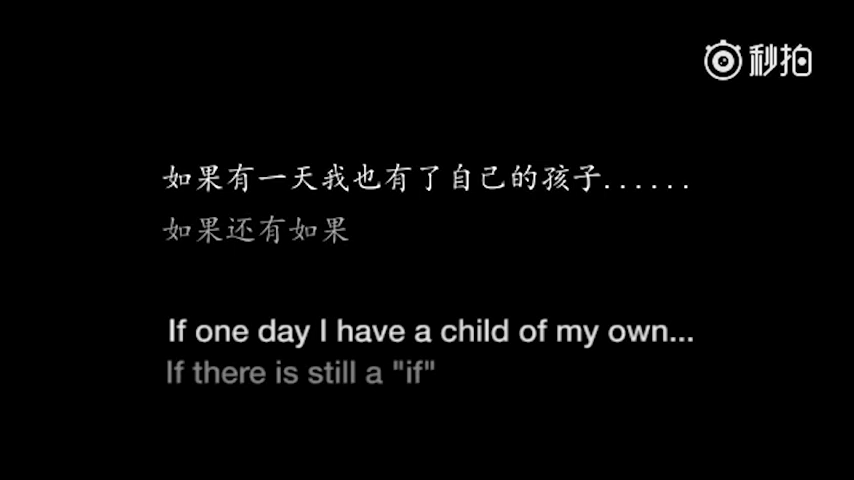 秒拍
如果有一天我也有了自己的孩子......
如果还有如果
If one day I have a child of my own...
If there is still a "if"